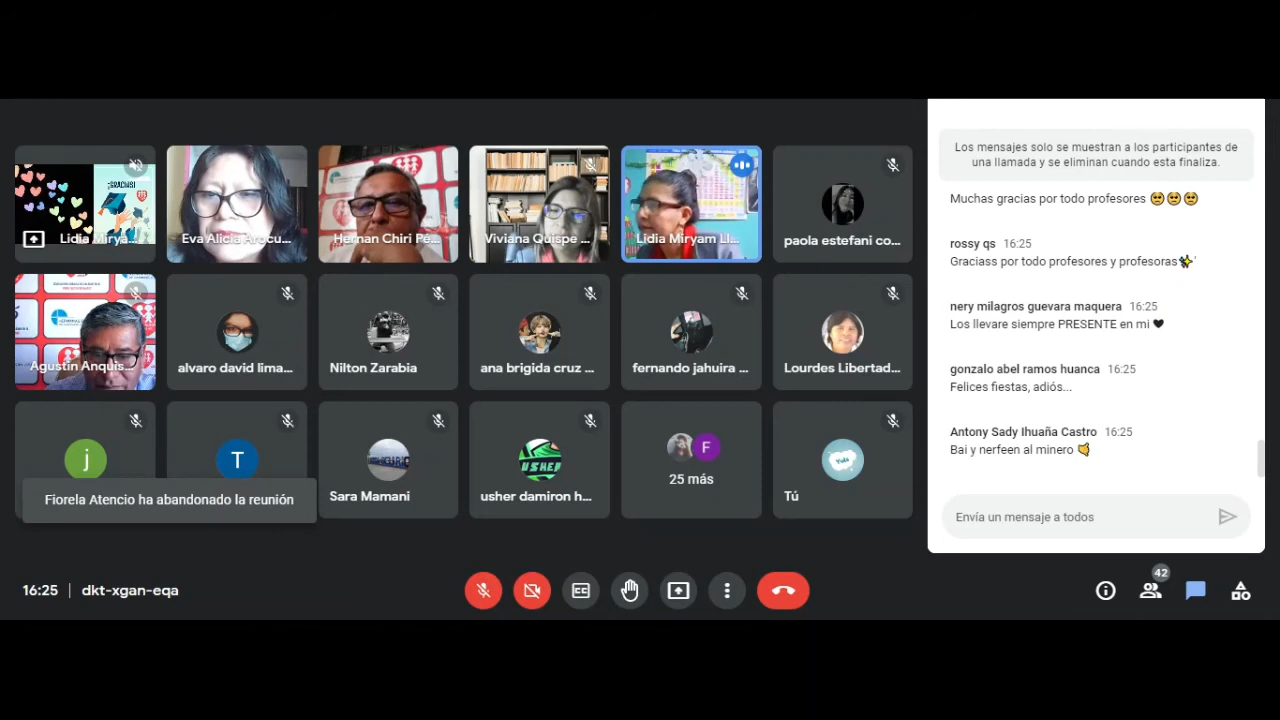 ¡GRACIAS!
Lidia Mirya...
Eva Alicia Arocu...
Hernan Chiri Pé...
Viviana Quispe ...
Lidia Miryam Ll...
paola estefani co...
Agustin Anquis...
alvaro david lima...
Nilton Zarabia
ana brigida cruz ...
fernando jahuira ...
Lourdes Libertad...
j
T
Sara Mamani
USHER
usher damiron h...
F
25 más
Tú
Fiorela Atencio ha abandonado la reunión
16:25 | dkt-xgan-eqa
42
Los mensajes solo se muestran a los participantes de
una llamada y se eliminan cuando esta finaliza.
Muchas gracias por todo profesores 🥺🥺🥺
rossy qs 16:25
Graciass por todo profesores y profesoras✨'
nery milagros guevara maquera 16:25
Los llevare siempre PRESENTE en mi 🖤
gonzalo abel ramos huanca 16:25
Felices fiestas, adiós...
Antony Sady Ihuaña Castro 16:25
Bai y nerfeen al minero 🤙
Envía un mensaje a todos